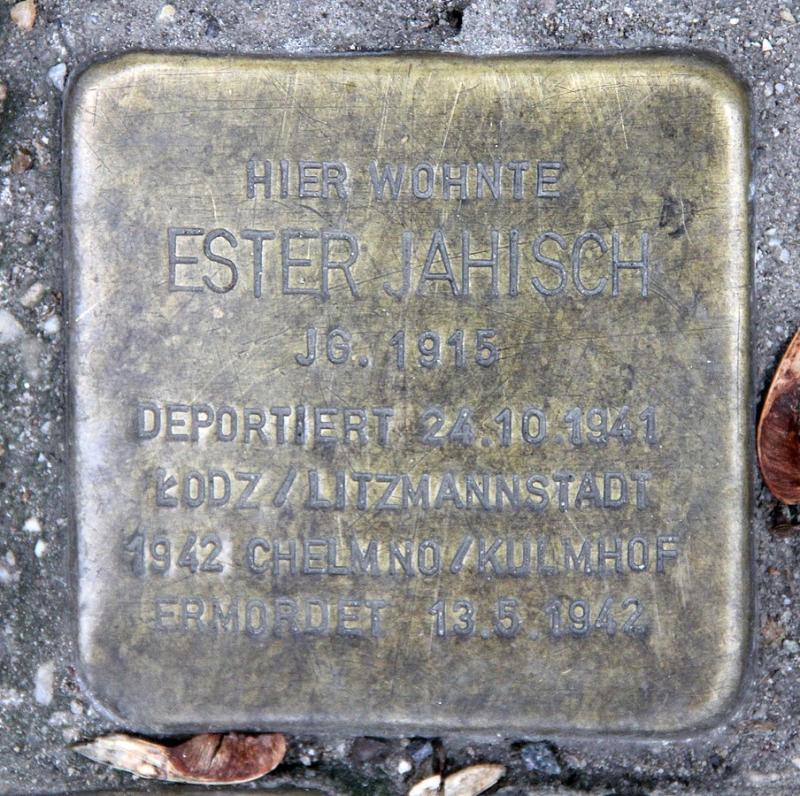 HIER WOHNTE
ESTER JAHISCH
JG. 1915
DEPORTIERT 24.10.1941
ŁODZ / LITZMANNSTADT
1942 CHELMNO/KULMHOF
ERMORDET 13.5.1942